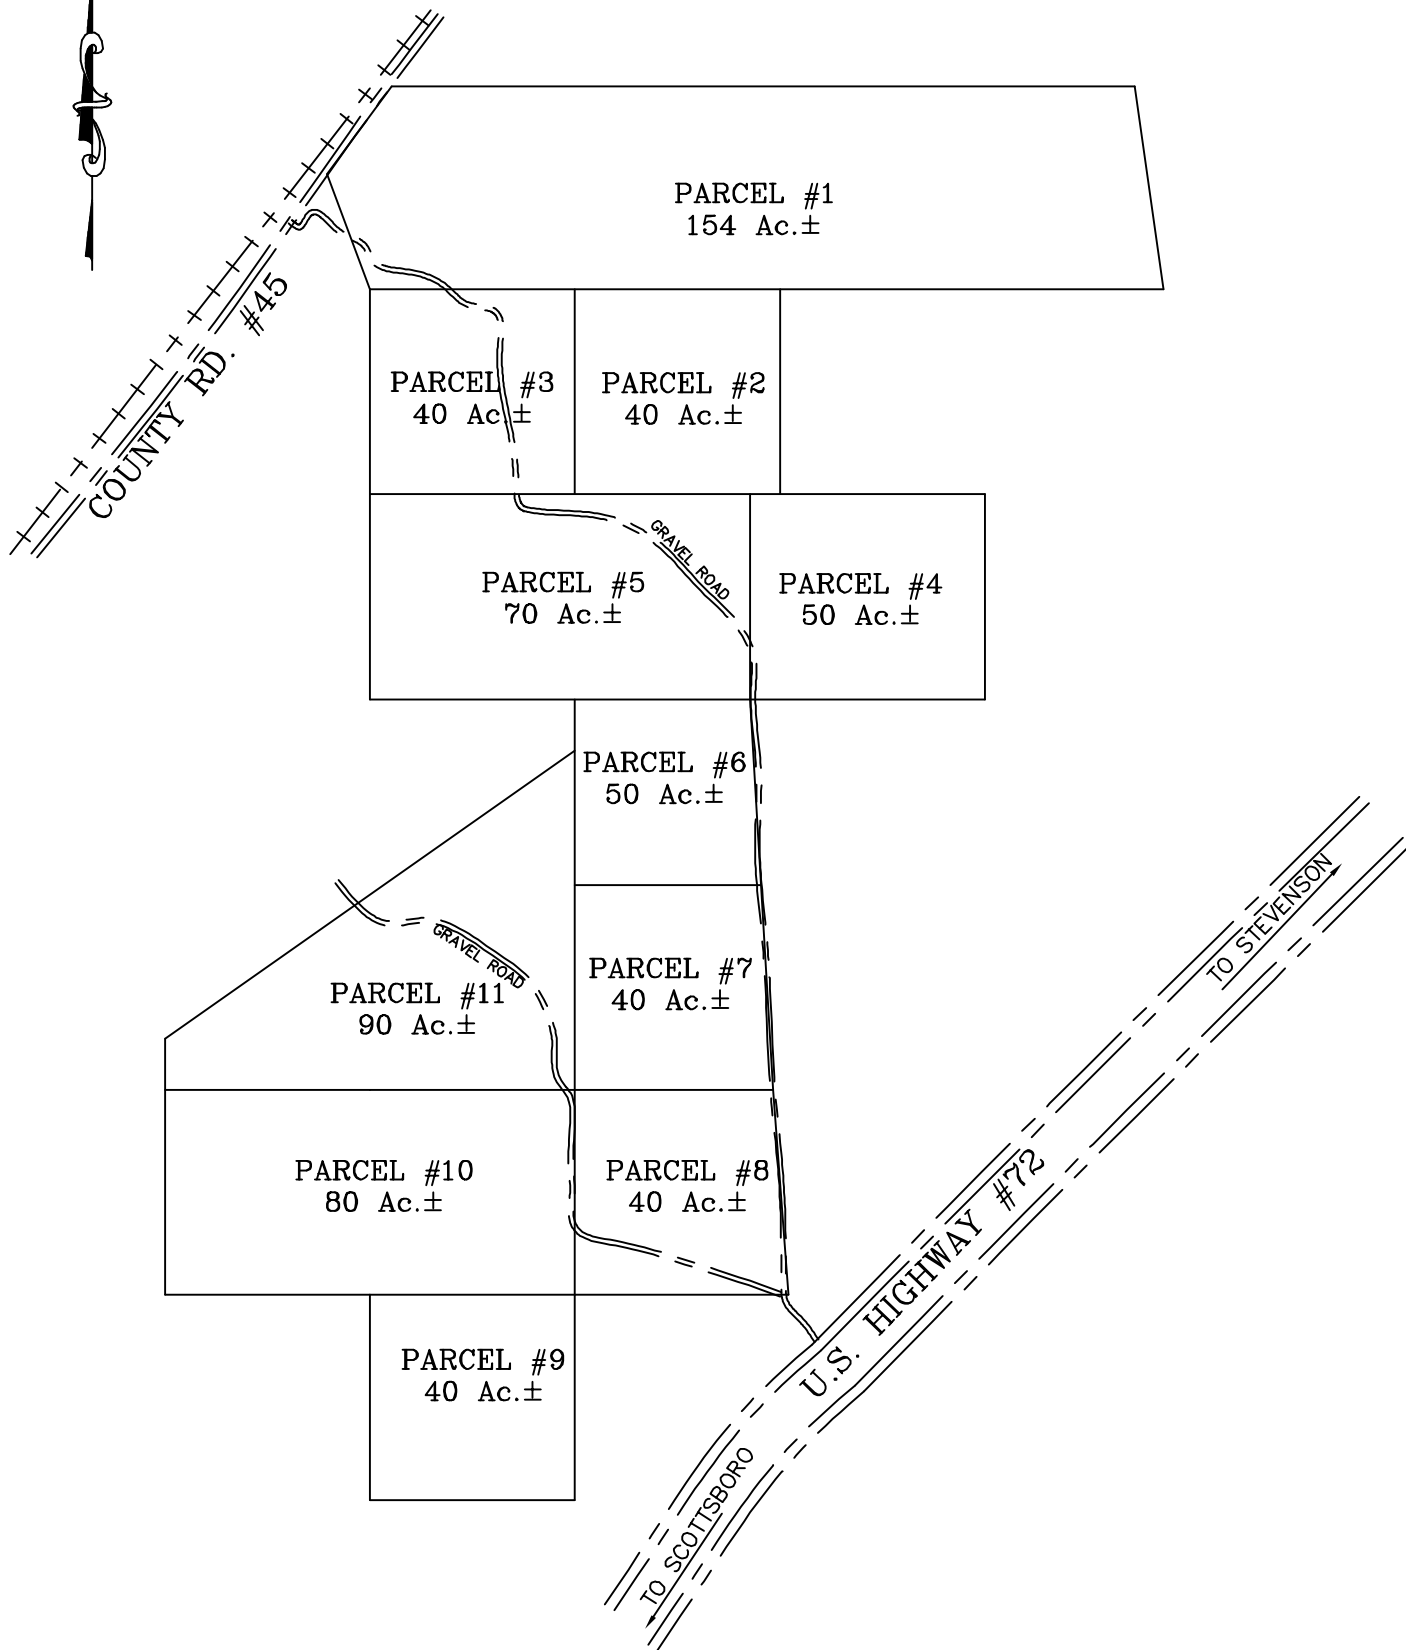 PARCEL #1
154 Ac.±
COUNTY RD. #45
PARCEL #3
40 Ac.±
PARCEL #2
40 Ac.±
GRAVEL ROAD
PARCEL #5
70 Ac.±
PARCEL #4
50 Ac.±
PARCEL #6
50 Ac.±
GRAVEL ROAD
PARCEL #7
40 Ac.±
PARCEL #11
90 Ac.±
TO STEVENSON
PARCEL #10
80 Ac.±
PARCEL #8
40 Ac.±
U.S. HIGHWAY #72
PARCEL #9
40 Ac.±
TO SCOTTSBORO